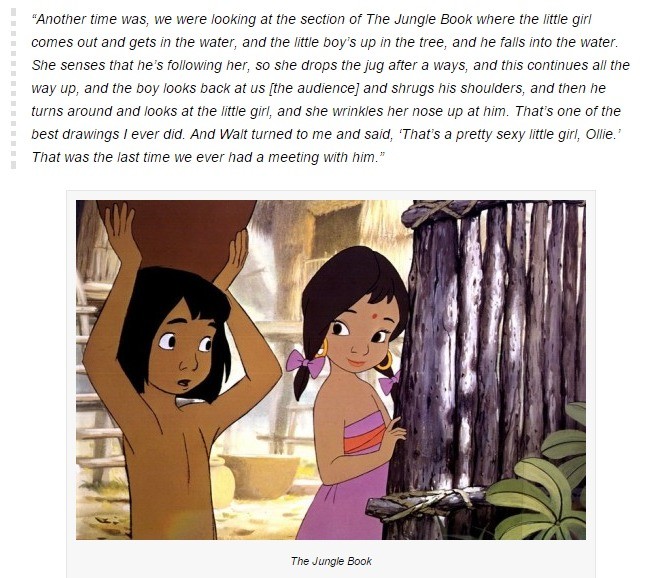 “Another time was, we were looking at the section of The Jungle Book where the little girl
comes out and gets in the water, and the little boy’s up in the tree, and he falls into the water.
She senses that he’s following her, so she drops the jug after a ways, and this continues all the
way up, and the boy looks back at us [the audience] and shrugs his shoulders, and then he
turns around and looks at the little girl, and she wrinkles her nose up at him. That’s one of the
best drawings I ever did. And Walt turned to me and said, ‘That’s a pretty sexy little girl, Ollie.’
That was the last time we ever had a meeting with him.”
The Jungle Book